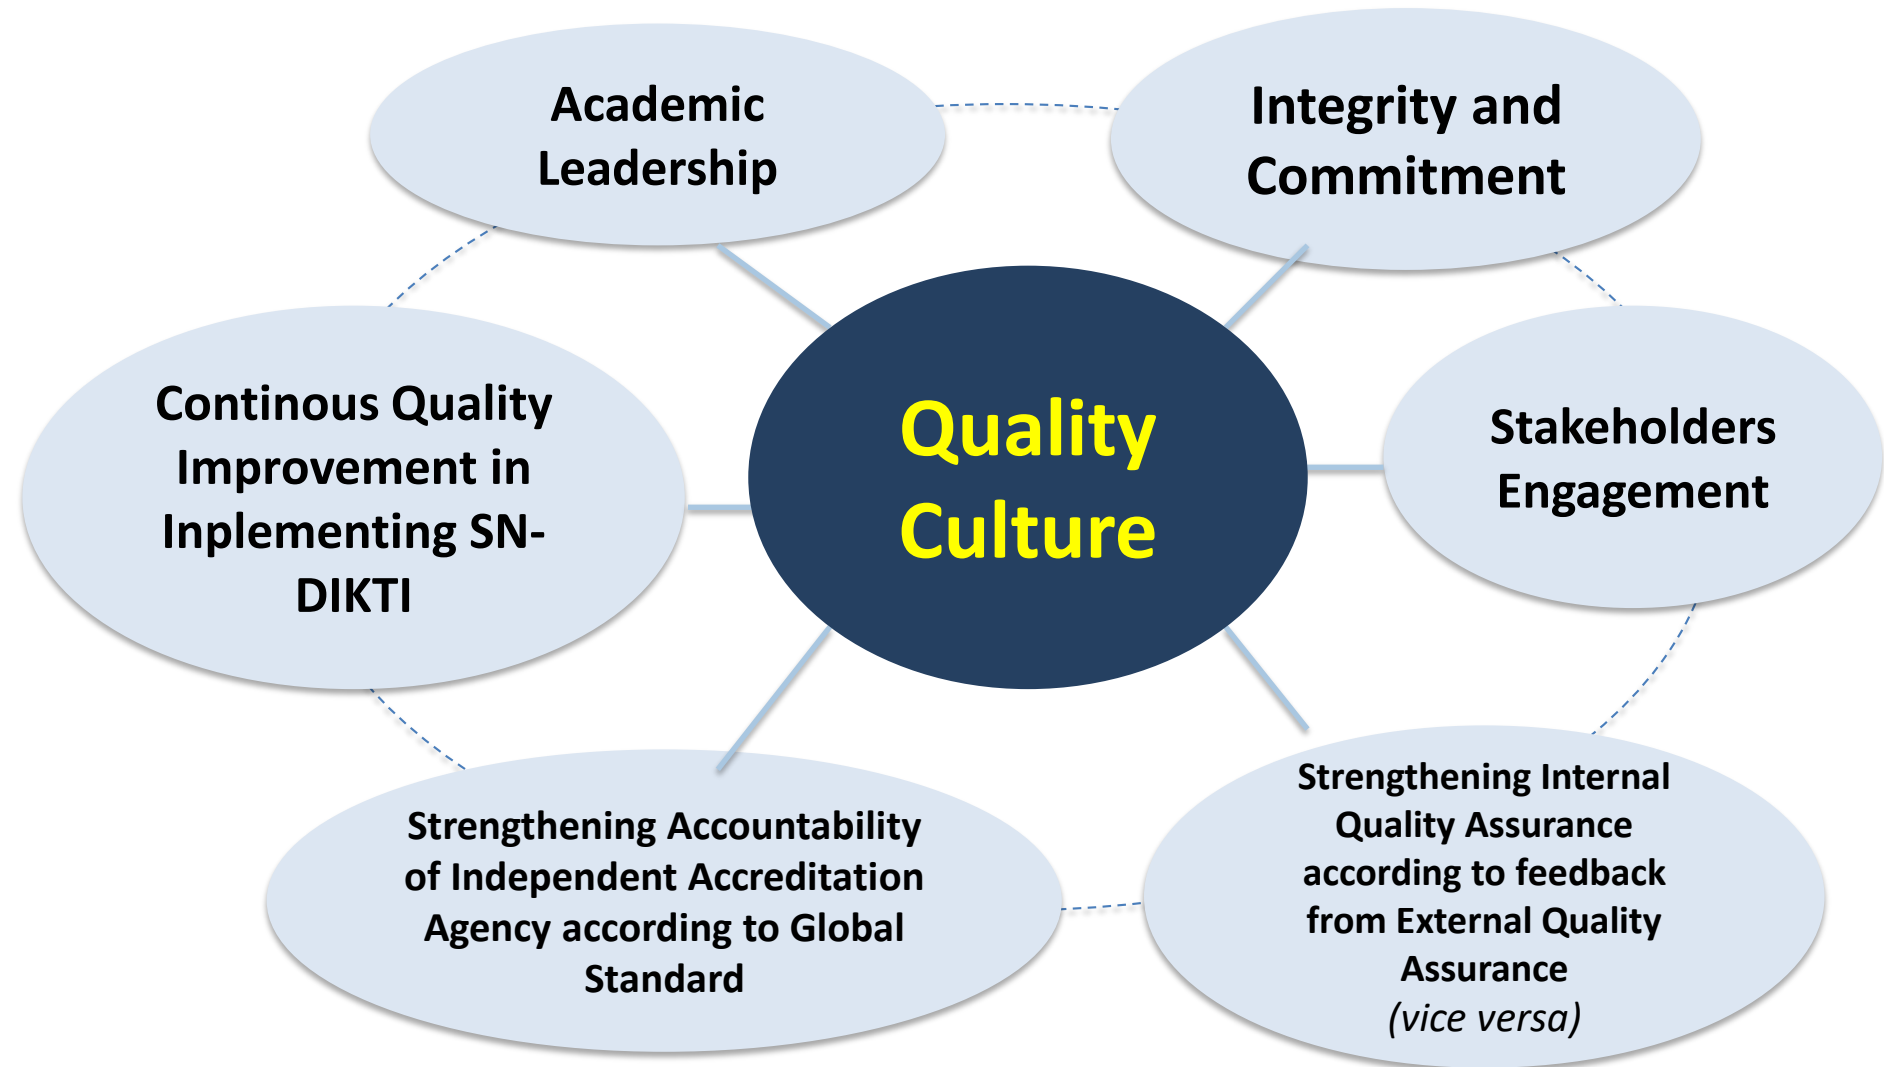 Academic
Leadership
Integrity and
Commitment
Quality
Culture
Continous Quality
Improvement in
Inplementing SN-
DIKTI
Stakeholders
Engagement
Strengthening Accountability
of Independent Accreditation
Agency according to Global
Standard
Strengthening Internal
Quality Assurance
according to feedback
from External Quality
Assurance
(vice versa)